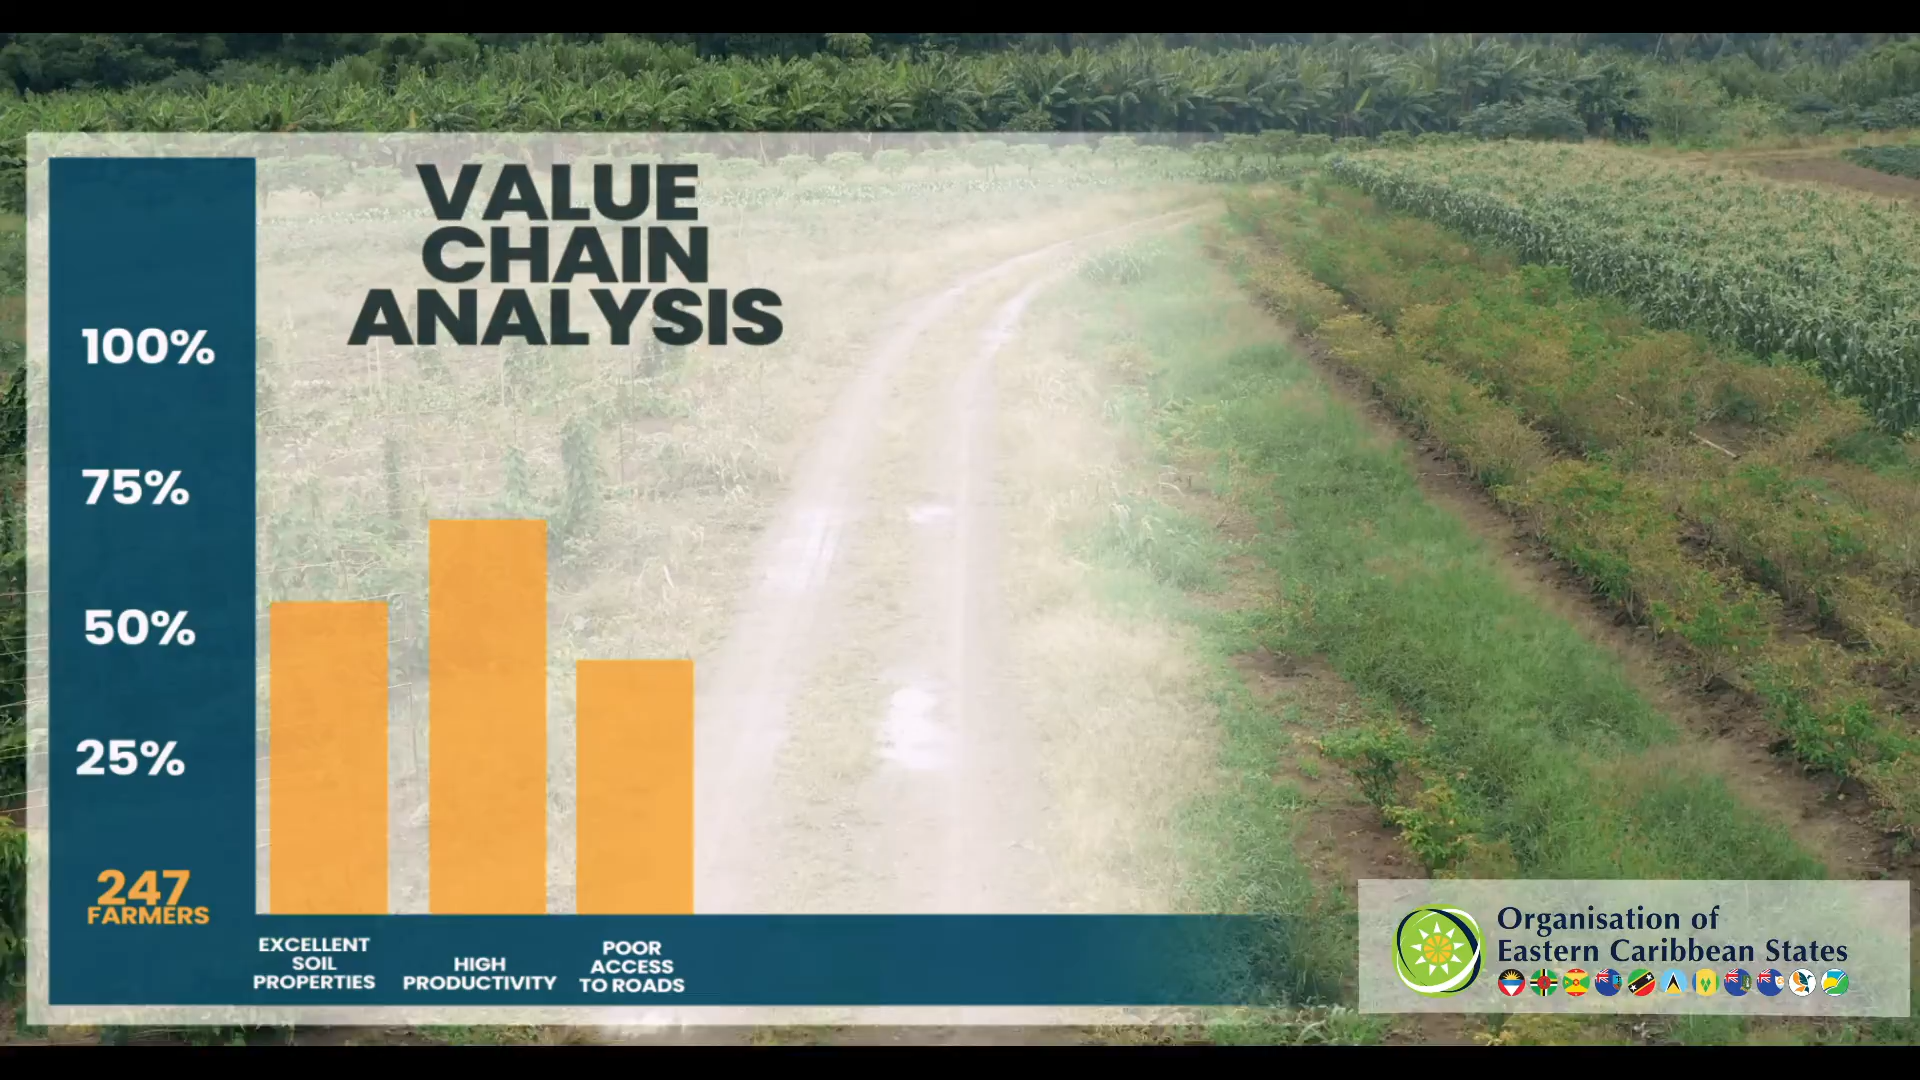 VALUE
CHAIN
ANALYSIS
100%
75%
50%
25%
247
FARMERS
EXCELLENT
SOIL
PROPERTIES
HIGH
PRODUCTIVITY
POOR
ACCESS
TO ROADS
Organisation of
Eastern Caribbean States